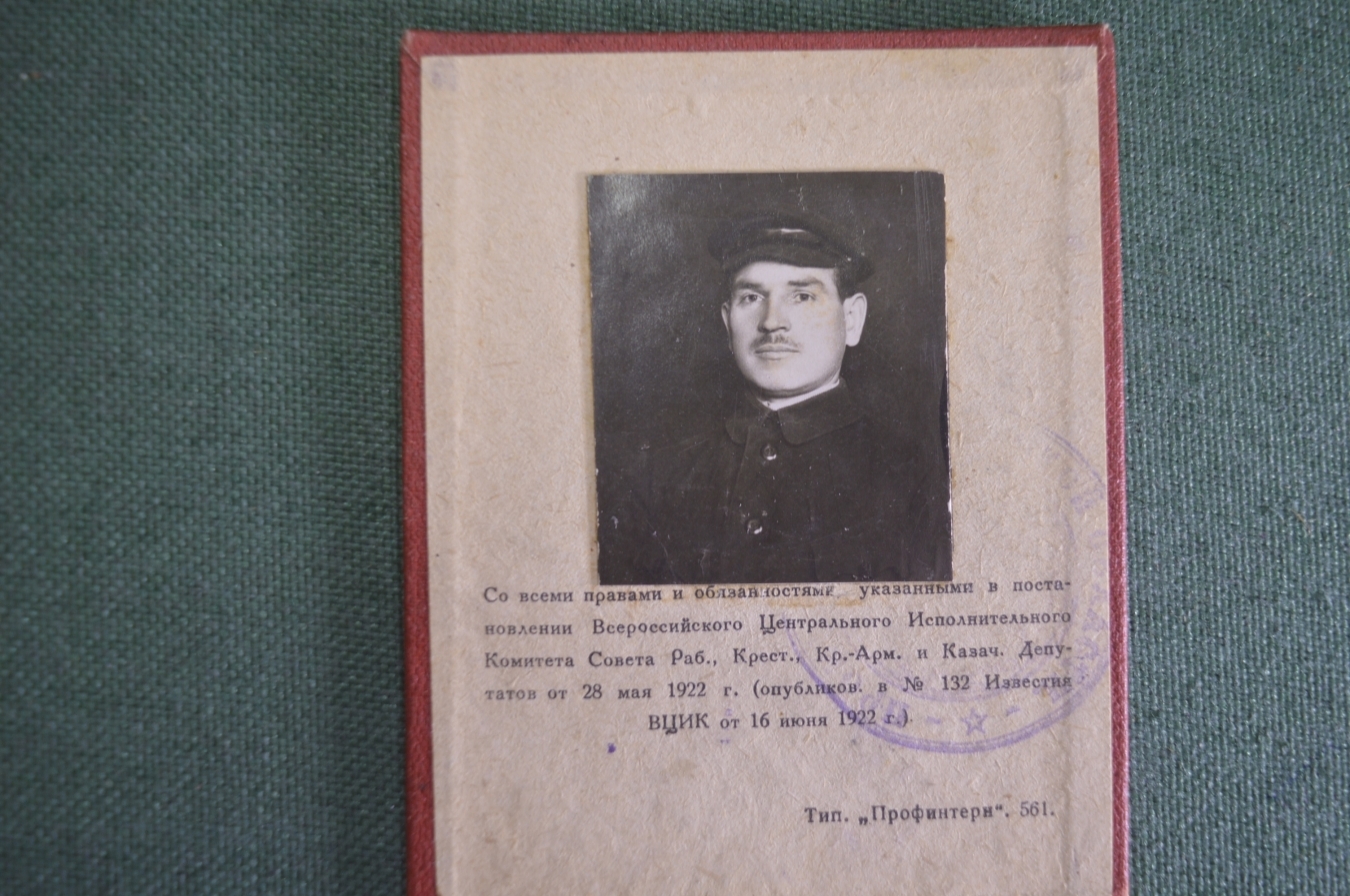 Со всеми правами и обязанностями указанными в поста-
новлении Всероссийского Центрального Исполнительного
Комитета Совета Раб., Крест., Кр.-Арм. и Казач. Депу-
татов от 28 мая 1922 г. (опубликов. в № 132 Известия
ВЦИК от 16 июня 1922 г.)
Тип. „Профинтерн“. 561.